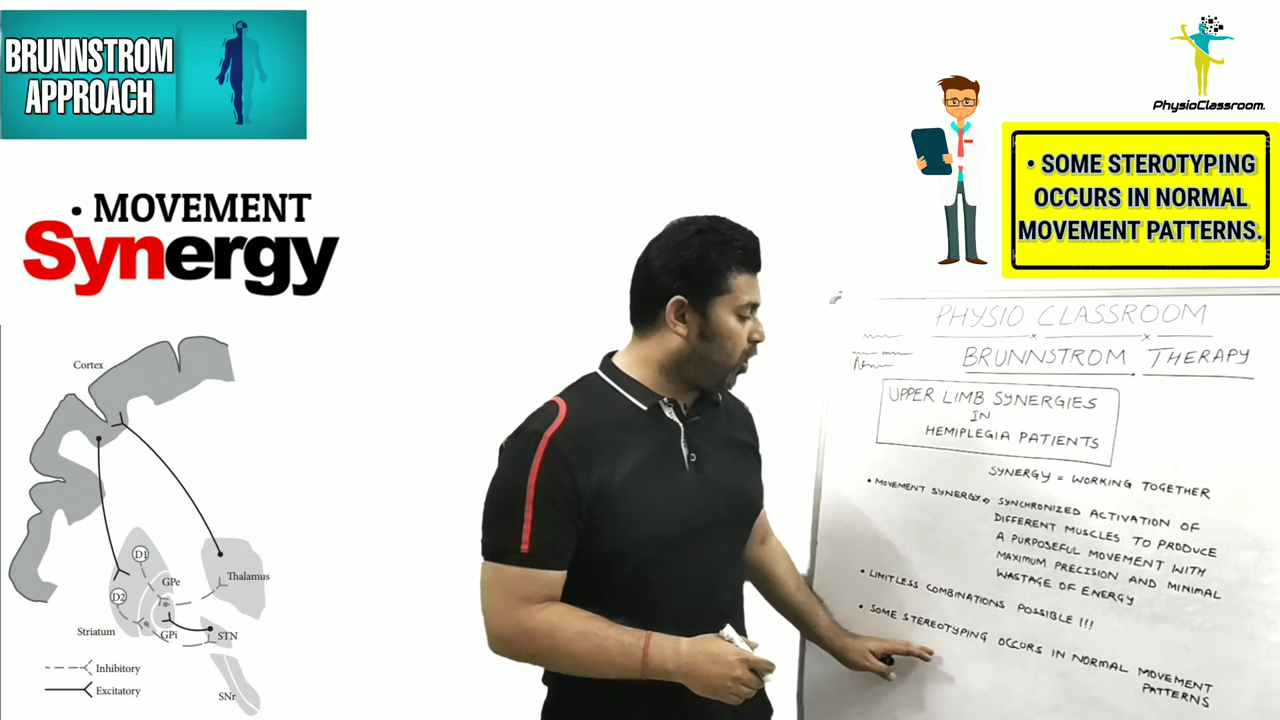 BRUNNSTROM
APPROACH
• MOVEMENT
Synergy
Cortex
D1
GPe
Thalamus
D2
Striatum
GPi
STN
Inhibitory
Excitatory
SNr
PhysioClassroom.
• SOME STEROTYPING
OCCURS IN NORMAL
MOVEMENT PATTERNS.
PHYSIO CLASSROOM
BRUNNSTROM THERAPY
UPPER LIMB SYNERGIES
IN
HEMIPLEGIA PATIENTS
SYNERGY = WORKING TOGETHER
• MOVEMENT SYNERGY ⇒ SYNCHRONIZED ACTIVATION OF
DIFFERENT MUSCLES TO PRODUCE
A PURPOSEFUL MOVEMENT WITH
MAXIMUM PRECISION AND MINIMAL
WASTAGE OF ENERGY
• LIMITLESS COMBINATIONS POSSIBLE !!!
• SOME STEREOTYPING OCCURS IN NORMAL MOVEMENT
PATTERNS